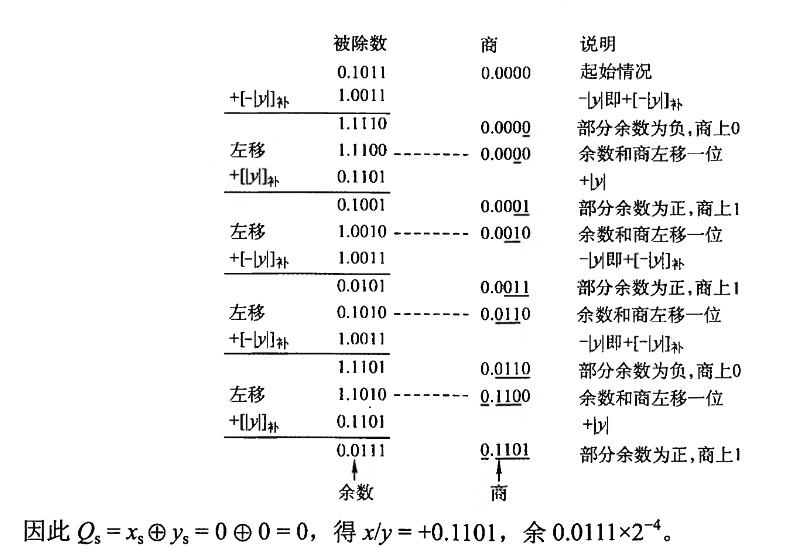 被除数 商 说明
0.1011 0.0000 起始情况
+[-|y|]补 1.0011 -|y|即+[-|y|]补
1.1110 0.0000 部分余数为负,商上0
左移 1.1100 0.0000 余数和商左移一位
+[|y|]补 0.1101 +|y|
0.1001 0.0001 部分余数为正,商上1
左移 1.0010 0.0010 余数和商左移一位
+[-|y|]补 1.0011 -|y|即+[-|y|]补
0.0101 0.0011 部分余数为正,商上1
左移 0.1010 0.0110 余数和商左移一位
+[-|y|]补 1.0011 -|y|即+[-|y|]补
1.1101 0.0110 部分余数为负,商上0
左移 1.1010 0.1100 余数和商左移一位
+[|y|]补 0.1101 +|y|
0.0111 0.1101 部分余数为正,商上1
余数 商
因此 Qs = xs⊕ys = 0⊕0 = 0，得 x/y = +0.1101，余 0.0111×2⁻⁴。